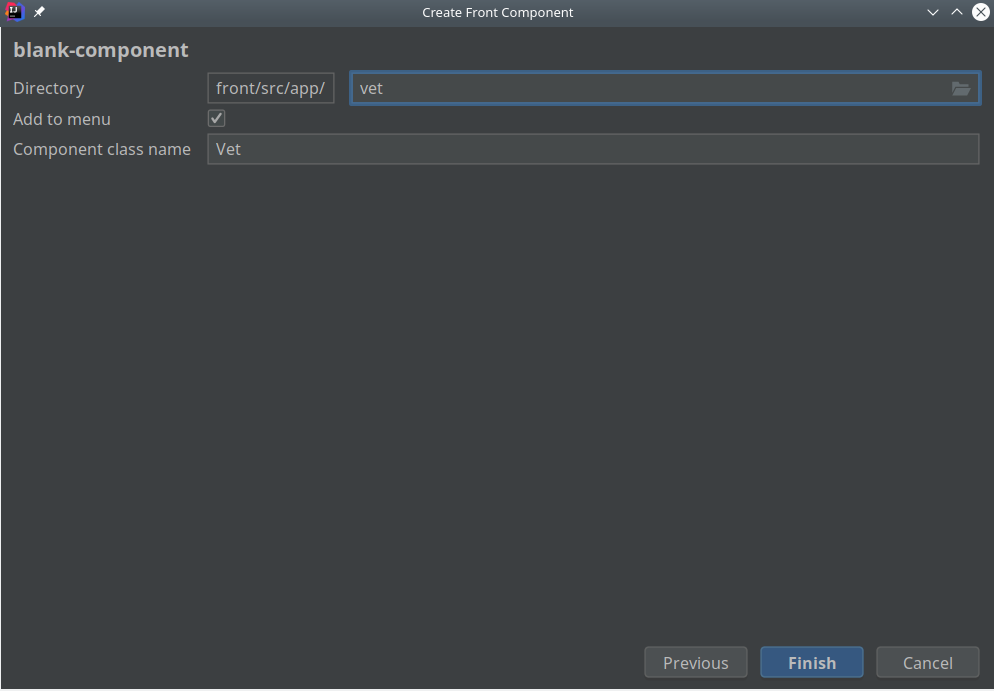 Create Front Component
blank-component
Directory front/src/app/ vet
Add to menu
Component class name Vet
Previous Finish Cancel